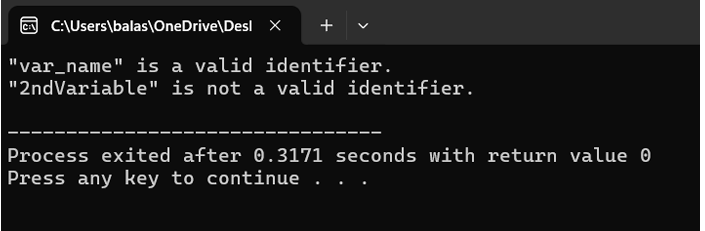 C:\Users\balas\OneDrive\Desl
"var_name" is a valid identifier.
"2ndVariable" is not a valid identifier.
--------------------------------
Process exited after 0.3171 seconds with return value 0
Press any key to continue . . .